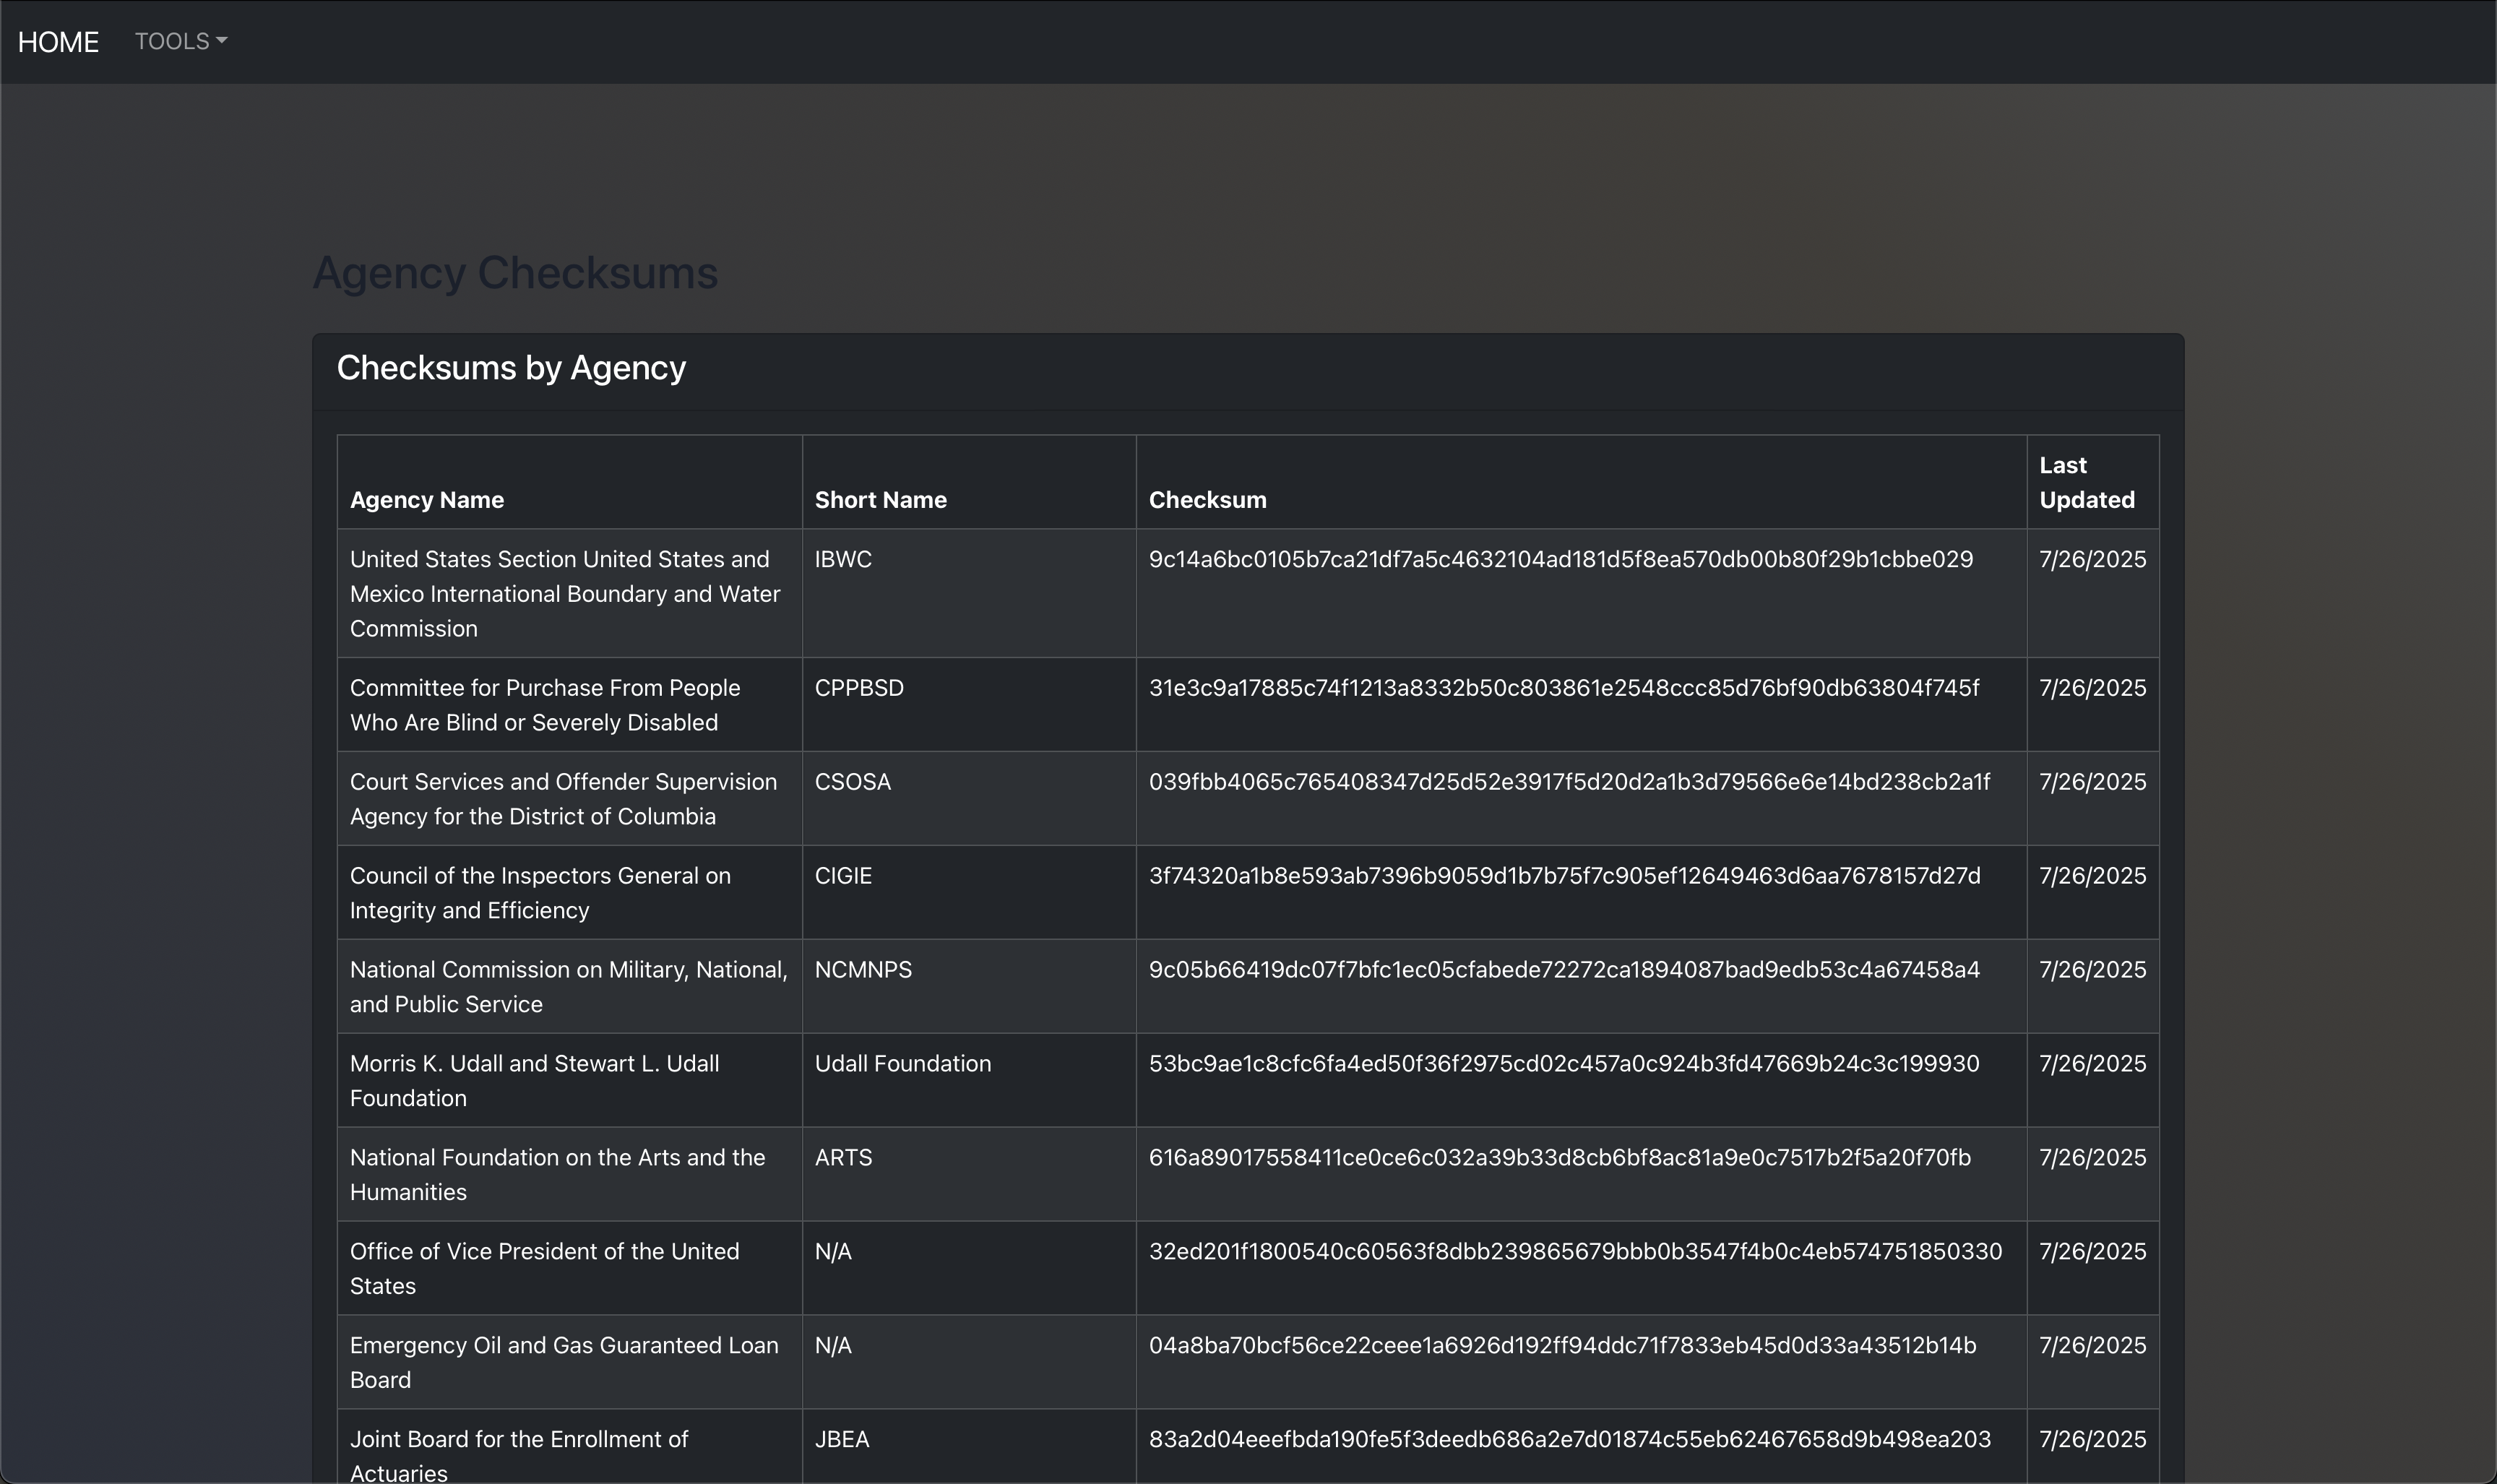 HOME TOOLS
Agency Checksums
Checksums by Agency
Last
Agency Name Short Name Checksum Updated
United States Section United States and IBWC 9c14a6bc0105b7ca21df7a5c4632104ad181d5f8ea570db00b80f29b1cbbe029 7/26/2025
Mexico International Boundary and Water
Commission
Committee for Purchase From People CPPBSD 31e3c9a17885c74f1213a8332b50c803861e2548ccc85d76bf90db63804f745f 7/26/2025
Who Are Blind or Severely Disabled
Court Services and Offender Supervision CSOSA 039fbb4065c765408347d25d52e3917f5d20d2a1b3d79566e6e14bd238cb2a1f 7/26/2025
Agency for the District of Columbia
Council of the Inspectors General on CIGIE 3f74320a1b8e593ab7396b9059d1b7b75f7c905ef12649463d6aa7678157d27d 7/26/2025
Integrity and Efficiency
National Commission on Military, National, NCMNPS 9c05b66419dc07f7bfc1ec05cfabede72272ca1894087bad9edb53c4a67458a4 7/26/2025
and Public Service
Morris K. Udall and Stewart L. Udall Udall Foundation 53bc9ae1c8cfc6fa4ed50f36f2975cd02c457a0c924b3fd47669b24c3c199930 7/26/2025
Foundation
National Foundation on the Arts and the ARTS 616a89017558411ce0ce6c032a39b33d8cb6bf8ac81a9e0c7517b2f5a20f70fb 7/26/2025
Humanities
Office of Vice President of the United N/A 32ed201f1800540c60563f8dbb239865679bbb0b3547f4b0c4eb574751850330 7/26/2025
States
Emergency Oil and Gas Guaranteed Loan N/A 04a8ba70bcf56ce22ceee1a6926d192ff94ddc71f7833eb45d0d33a43512b14b 7/26/2025
Board
Joint Board for the Enrollment of JBEA 83a2d04eeefbda190fe5f3deedb686a2e7d01874c55eb62467658d9b498ea203 7/26/2025
Actuaries